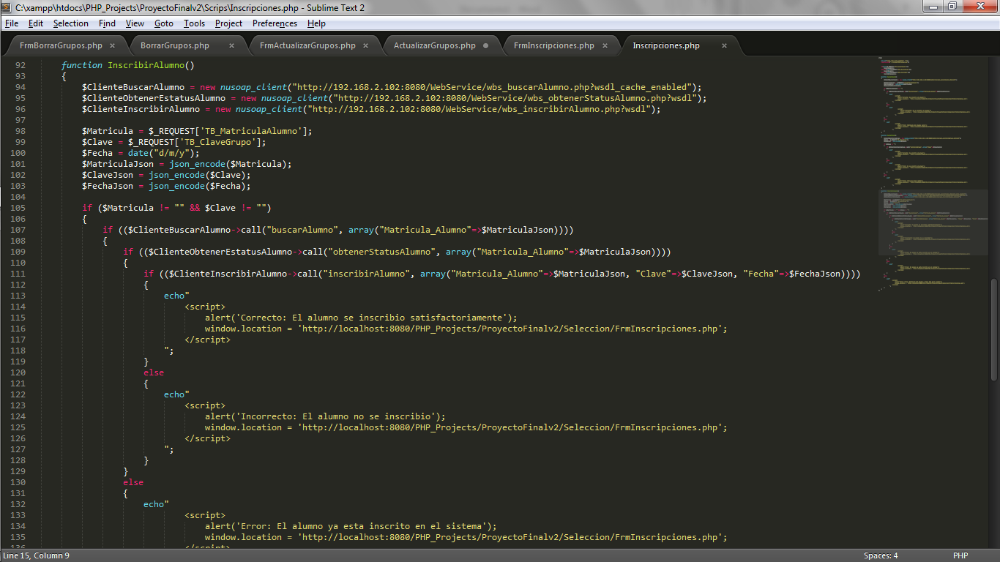 C:\xampp\htdocs\PHP_Projects\ProyectoFinalv2\Scrips\Inscripciones.php - Sublime Text 2
File Edit Selection Find View Goto Tools Project Preferences Help
FrmBorrarGrupos.php × BorrarGrupos.php × FrmActualizarGrupos.php × ActualizarGrupos.php FrmInscripciones.php × Inscripciones.php ×
92 function InscribirAlumno()
93 {
94 $ClienteBuscarAlumno = new nusoap_client("http://192.168.2.102:8080/WebService/wbs_buscarAlumno.php?wsdl_cache_enabled");
95 $ClienteObtenerEstatusAlumno = new nusoap_client("http://192.168.2.102:8080/WebService/wbs_obtenerStatusAlumno.php?wsdl");
96 $ClienteInscribirAlumno = new nusoap_client("http://192.168.2.102:8080/WebService/wbs_inscribirAlumno.php?wsdl");
97
98 $Matricula = $_REQUEST['TB_MatriculaAlumno'];
99 $Clave = $_REQUEST['TB_ClaveGrupo'];
100 $Fecha = date("d/m/y");
101 $MatriculaJson = json_encode($Matricula);
102 $ClaveJson = json_encode($Clave);
103 $FechaJson = json_encode($Fecha);
104
105 if ($Matricula != "" && $Clave != "")
106 {
107 if (($ClienteBuscarAlumno->call("buscarAlumno", array("Matricula_Alumno"=>$MatriculaJson))))
108 {
109 if (($ClienteObtenerEstatusAlumno->call("obtenerStatusAlumno", array("Matricula_Alumno"=>$MatriculaJson))))
110 {
111 if (($ClienteInscribirAlumno->call("inscribirAlumno", array("Matricula_Alumno"=>$MatriculaJson, "Clave"=>$ClaveJson, "Fecha"=>$FechaJson))))
112 {
113 echo"
114 <script>
115 alert('Correcto: El alumno se inscribio satisfactoriamente');
116 window.location = 'http://localhost:8080/PHP_Projects/ProyectoFinalv2/Seleccion/FrmInscripciones.php';
117 </script>
118 ";
119 }
120 else
121 {
122 echo"
123 <script>
124 alert('Incorrecto: El alumno no se inscribio');
125 window.location = 'http://localhost:8080/PHP_Projects/ProyectoFinalv2/Seleccion/FrmInscripciones.php';
126 </script>
127 ";
128 }
129 }
130 else
131 {
132 echo"
133 <script>
134 alert('Error: El alumno ya esta inscrito en el sistema');
135 window.location = 'http://localhost:8080/PHP_Projects/ProyectoFinalv2/Seleccion/FrmInscripciones.php';
136 </script>
Line 15, Column 9 Spaces: 4 PHP